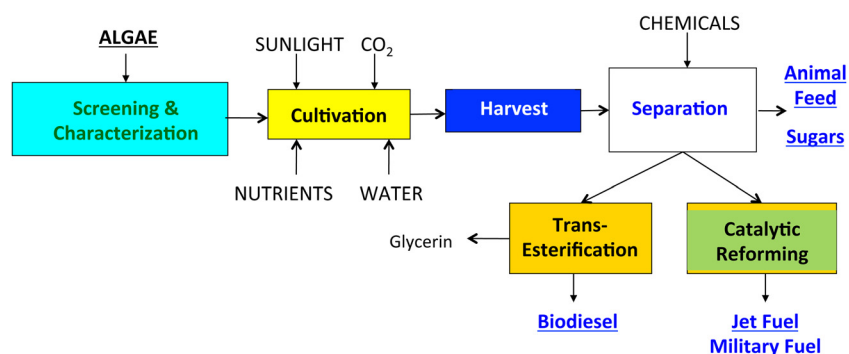 ALGAE
SUNLIGHT
CO₂
CHEMICALS
Screening &
Characterization
Cultivation
Harvest
Separation
Animal
Feed
Sugars
NUTRIENTS
WATER
Glycerin
Trans-
Esterification
Catalytic
Reforming
Biodiesel
Jet Fuel
Military Fuel